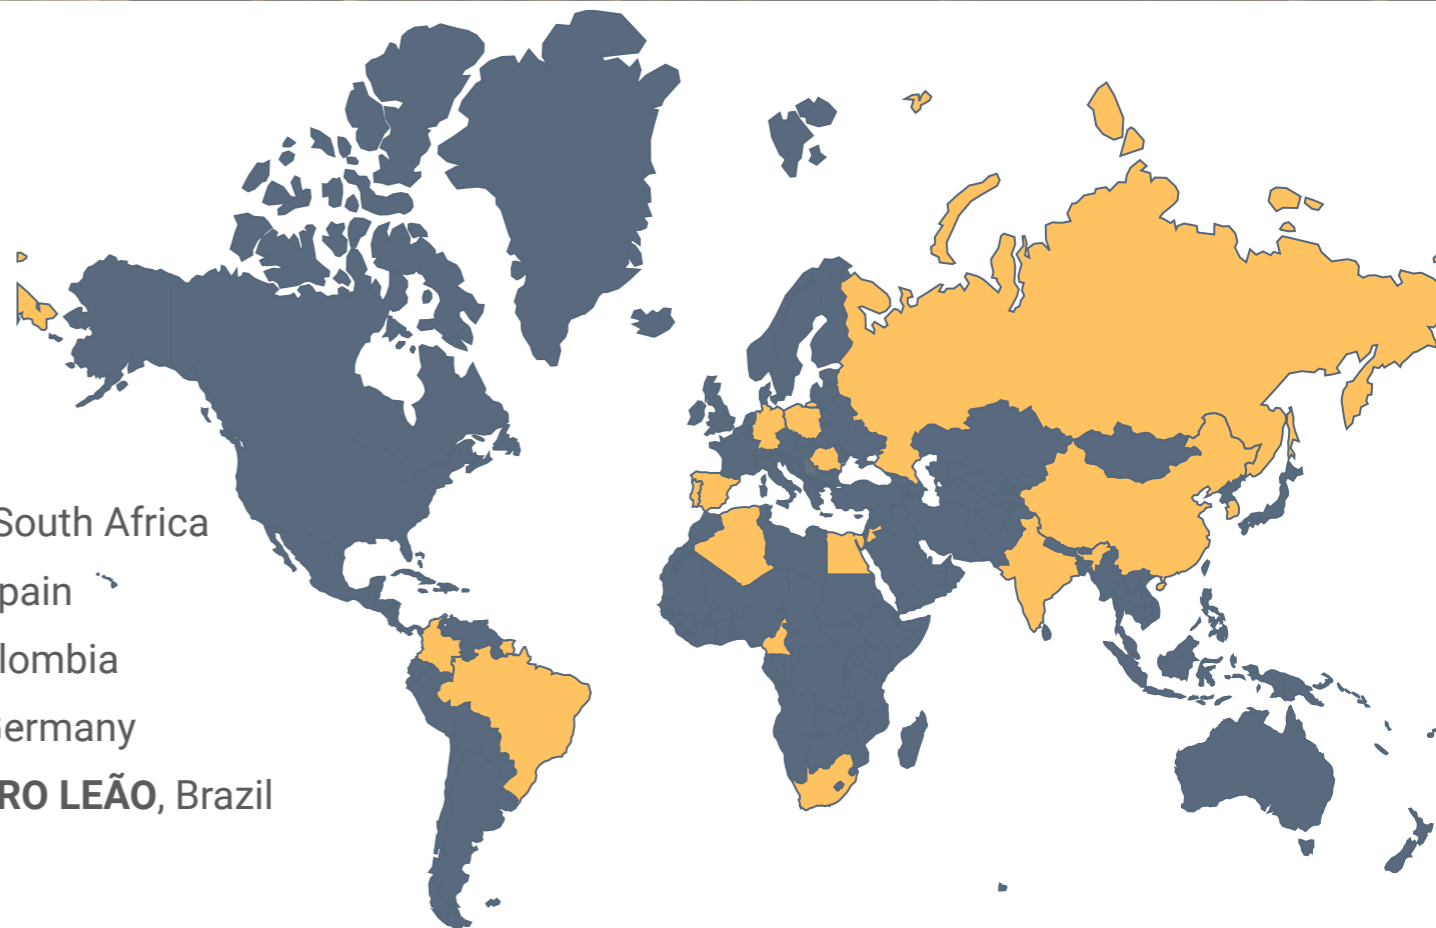 South Africa
pain
lombia
ermany
RO LEÃO, Brazil